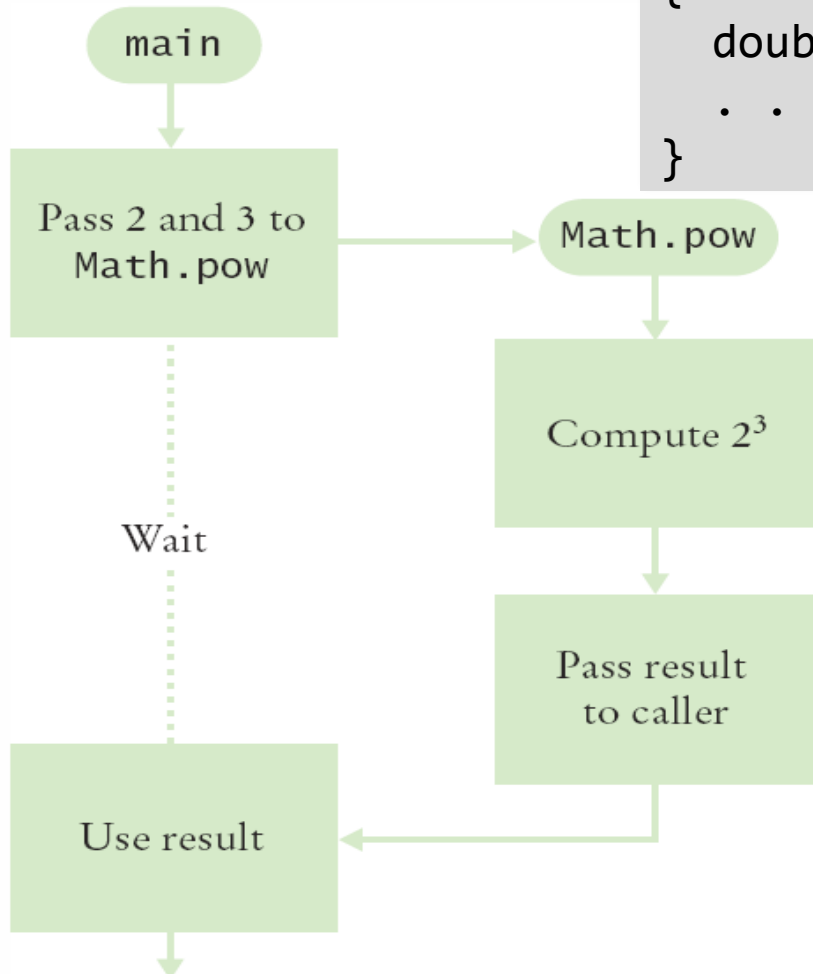 main
{
doub
. .
}
Pass 2 and 3 to
Math.pow
Math.pow
Compute 2³
Wait
Pass result
to caller
Use result